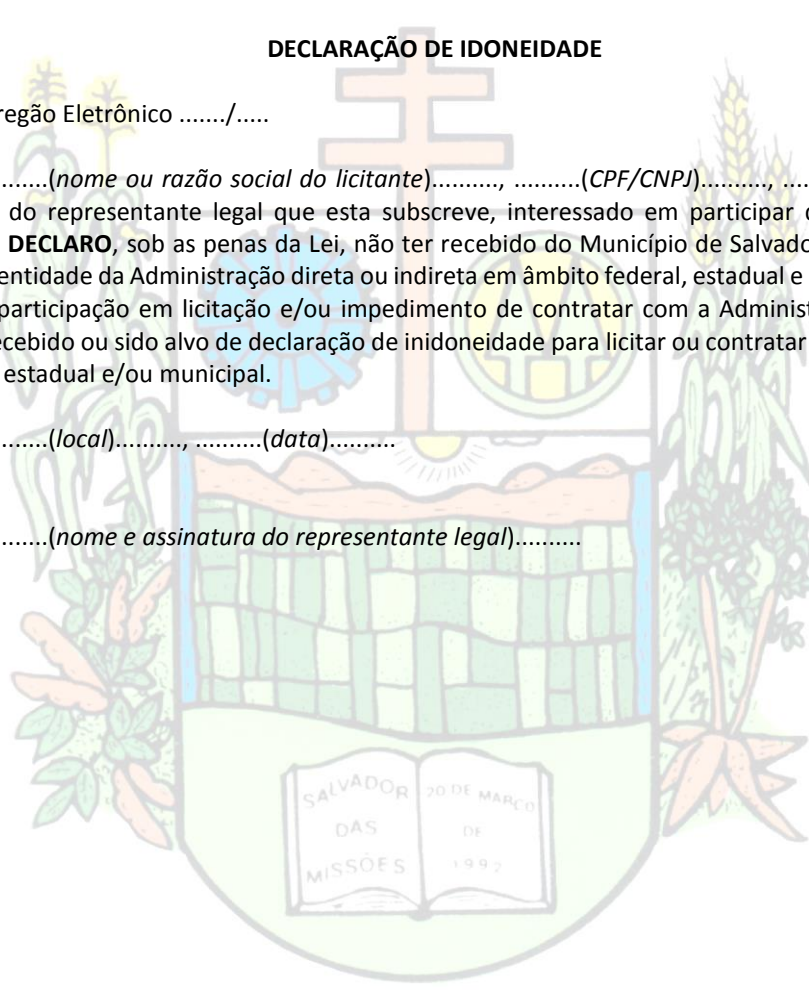 DECLARAÇÃO DE IDONEIDADE
regão Eletrônico ......./.....
........(nome ou razão social do licitante).........., ..........(CPF/CNPJ).........., ....
do representante legal que esta subscreve, interessado em participar
DECLARO, sob as penas da Lei, não ter recebido do Município de Salvado
entidade da Administração direta ou indireta em âmbito federal, estadual e
participação em licitação e/ou impedimento de contratar com a Administ
ecebido ou sido alvo de declaração de inidoneidade para licitar ou contratar
estadual e/ou municipal.
........(local).........., ..........(data)..........
........(nome e assinatura do representante legal)..........
SALVADOR
DAS
MISSÕES
20 DE MARÇO
DE
1992